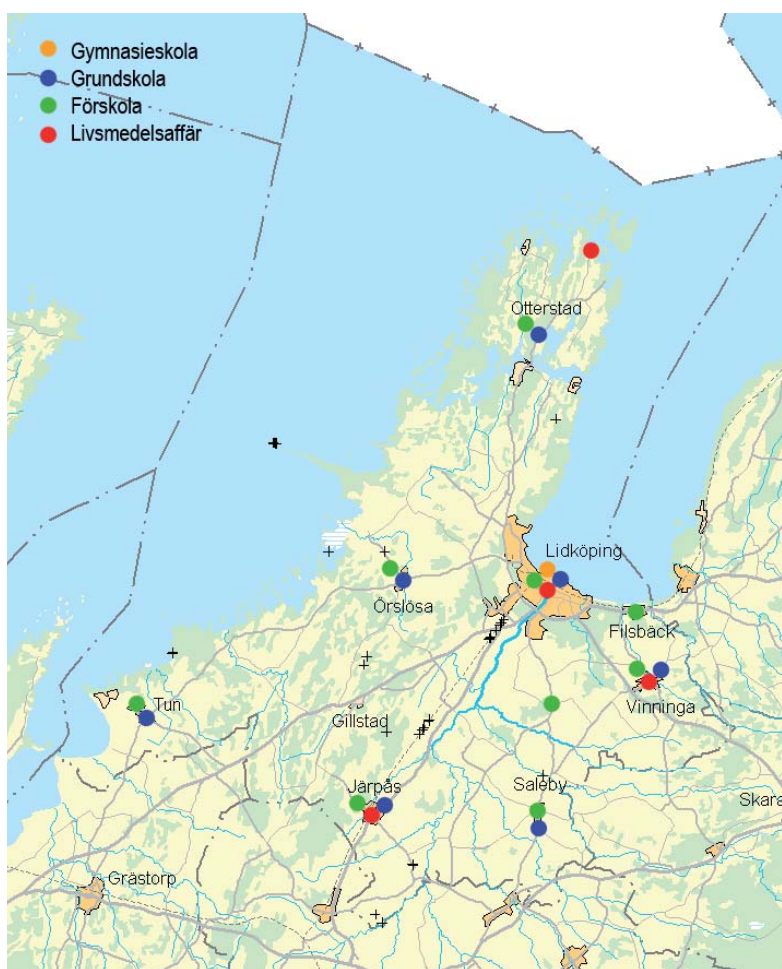 Gymnasieskola
Grundskola
Förskola
Livsmedelsaffär
Otterstad
Lidköping
Örslösa
Filsbäck
Tun
Vinninga
Gillstad
Järpås
Saleby
Skara
Grästorp